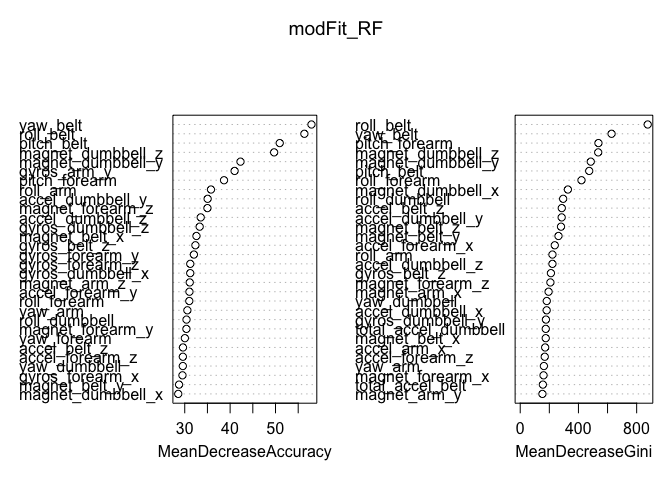 modFit_RF
yaw_belt
roll_belt
pitch_belt
magnet_dumbbell_z
magnet_dumbbell_y
gyros_arm_y
pitch_forearm
roll_arm
accel_dumbbell_y
magnet_forearm_z
accel_dumbbell_z
gyros_dumbbell_z
magnet_belt_x
gyros_belt_z
gyros_forearm_y
gyros_forearm_z
gyros_dumbbell_x
magnet_arm_z
accel_forearm_y
roll_forearm
yaw_arm
roll_dumbbell
magnet_forearm_y
yaw_forearm
accel_belt_z
accel_forearm_z
yaw_dumbbell
gyros_forearm_x
magnet_belt_y
magnet_dumbbell_x
30 40 50
MeanDecreaseAccuracy
roll_belt
yaw_belt
pitch_forearm
magnet_dumbbell_z
magnet_dumbbell_y
pitch_belt
roll_forearm
magnet_dumbbell_x
roll_dumbbell
accel_belt_z
accel_dumbbell_y
magnet_belt_z
magnet_belt_y
accel_forearm_x
roll_arm
accel_dumbbell_z
gyros_belt_z
magnet_forearm_z
magnet_arm_x
yaw_dumbbell
accel_dumbbell_x
gyros_dumbbell_y
total_accel_dumbbell
magnet_belt_x
accel_arm_x
accel_forearm_z
yaw_arm
magnet_forearm_x
total_accel_belt
magnet_arm_y
0 400 800
MeanDecreaseGini